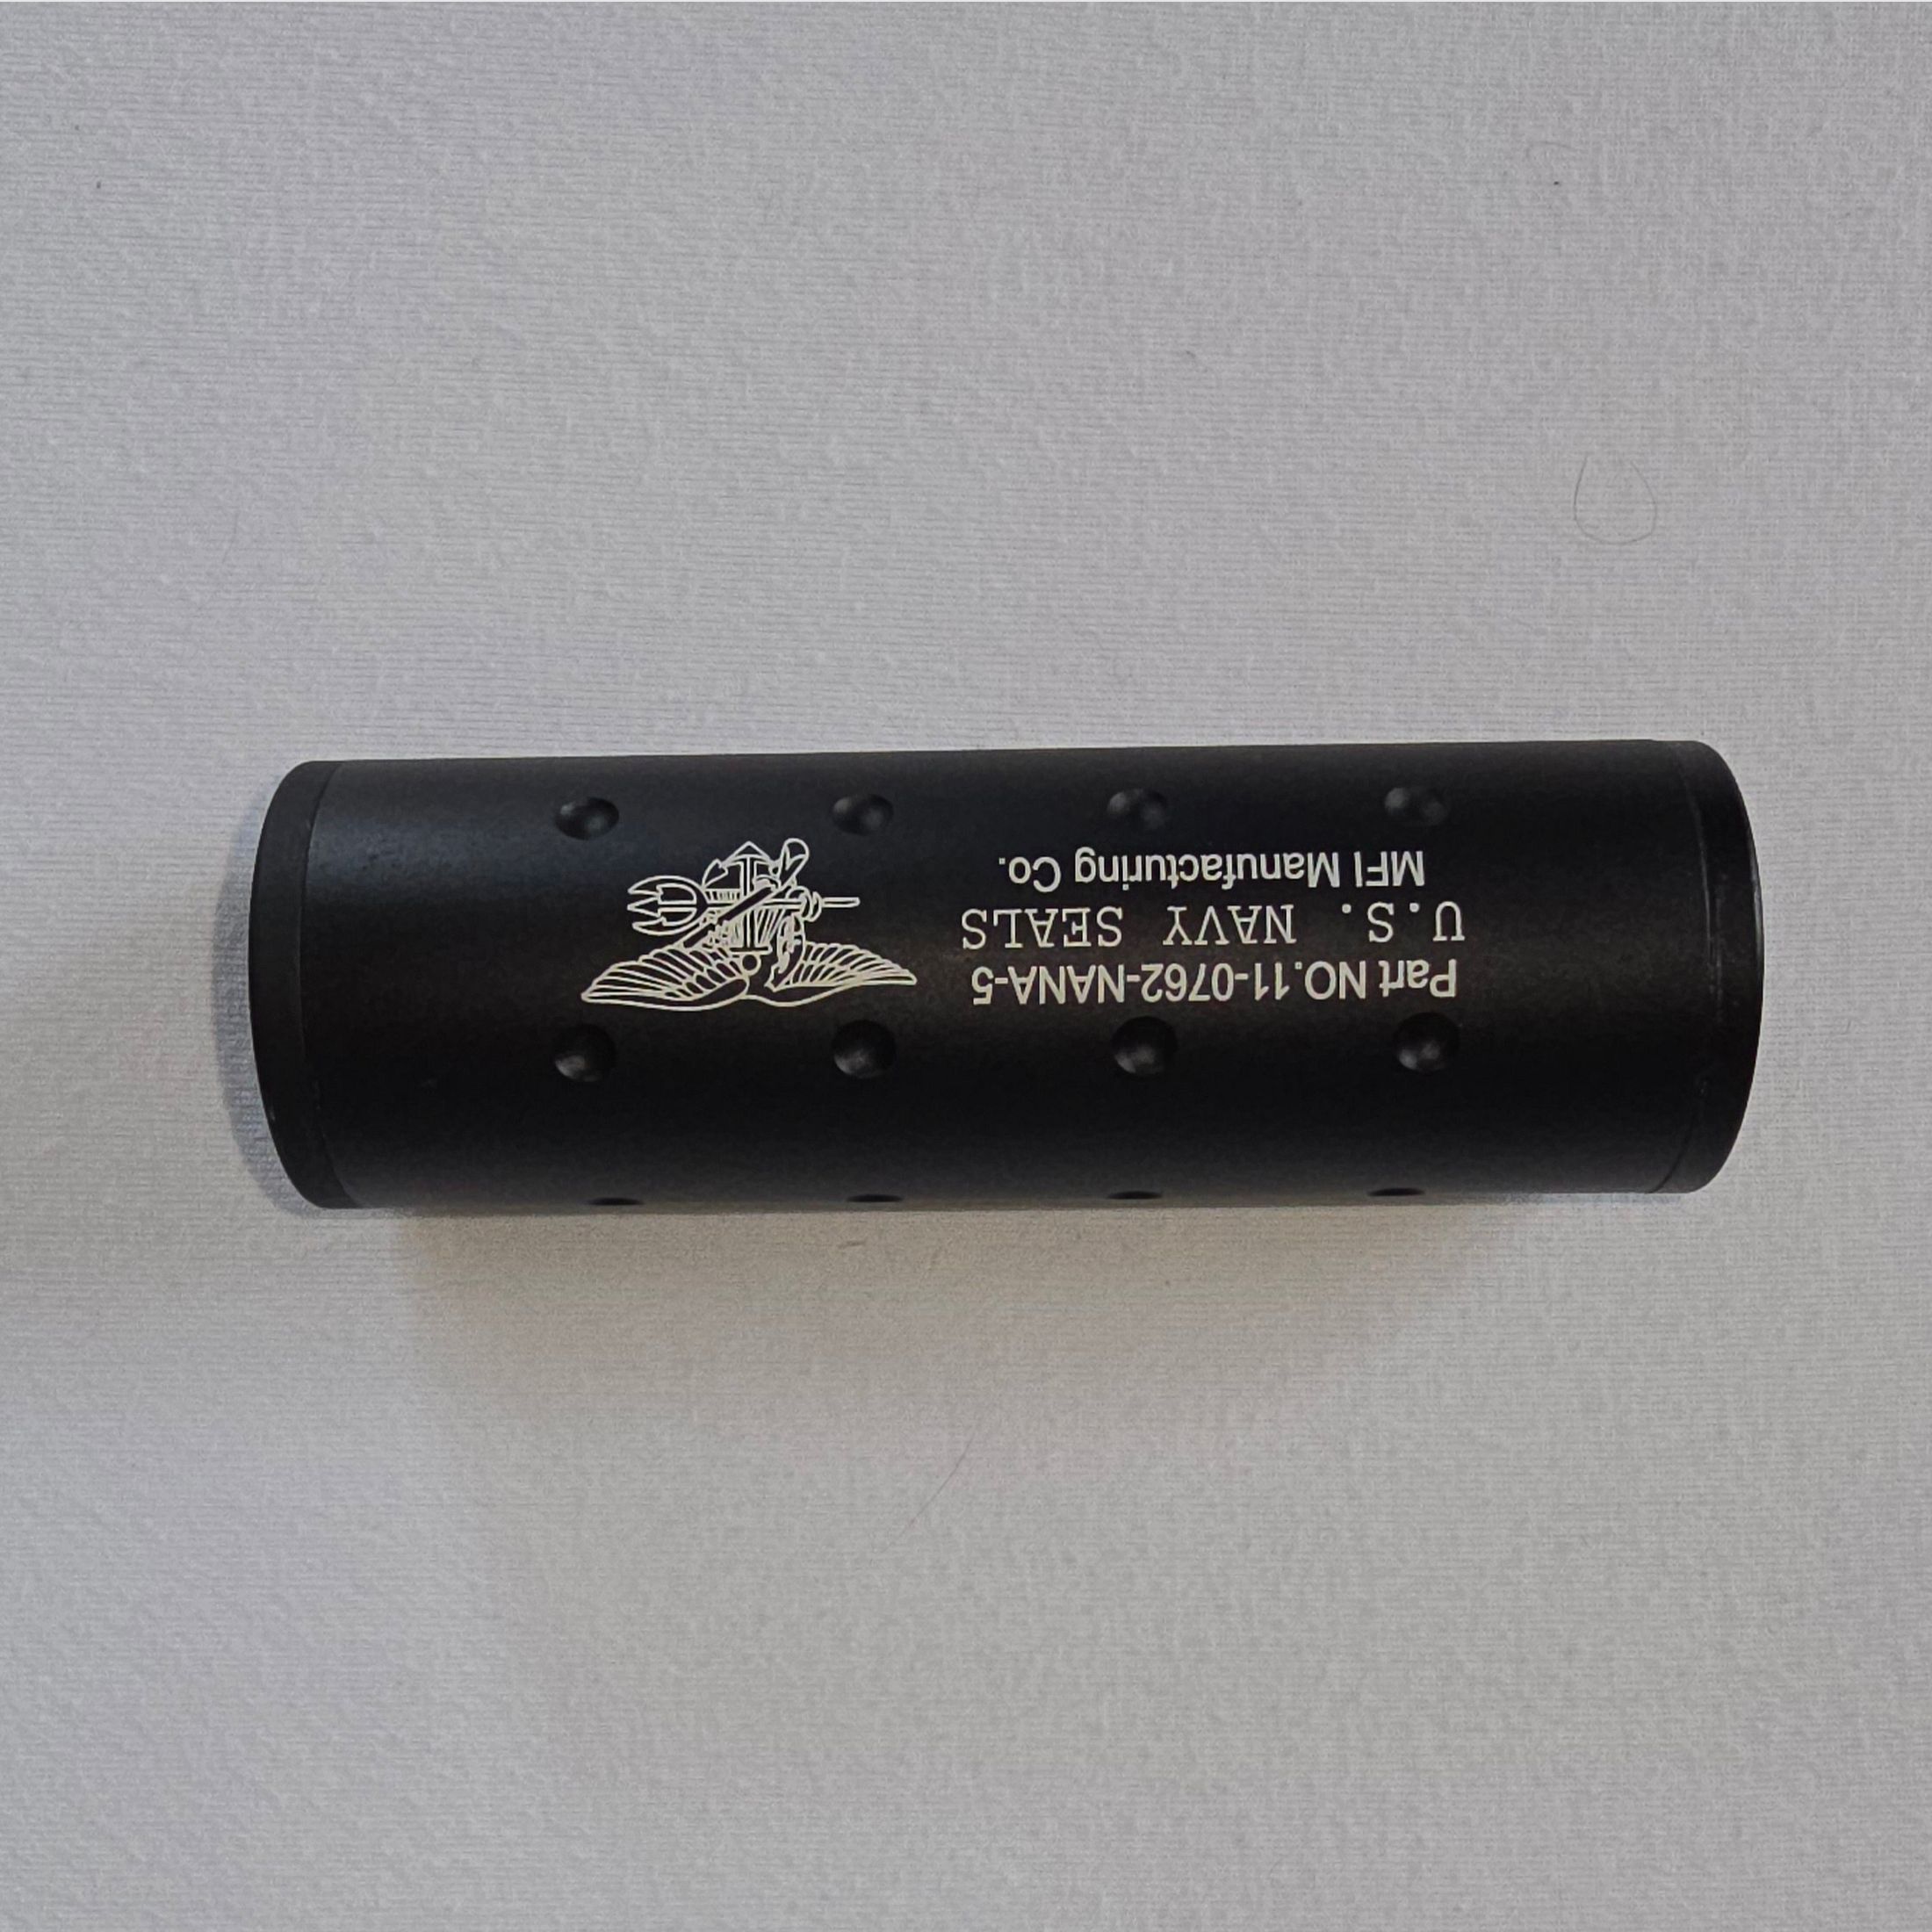 Part NO.11-0762-NANA-5
U.S. NAVY SEALS
MFI Manufacturing Co.